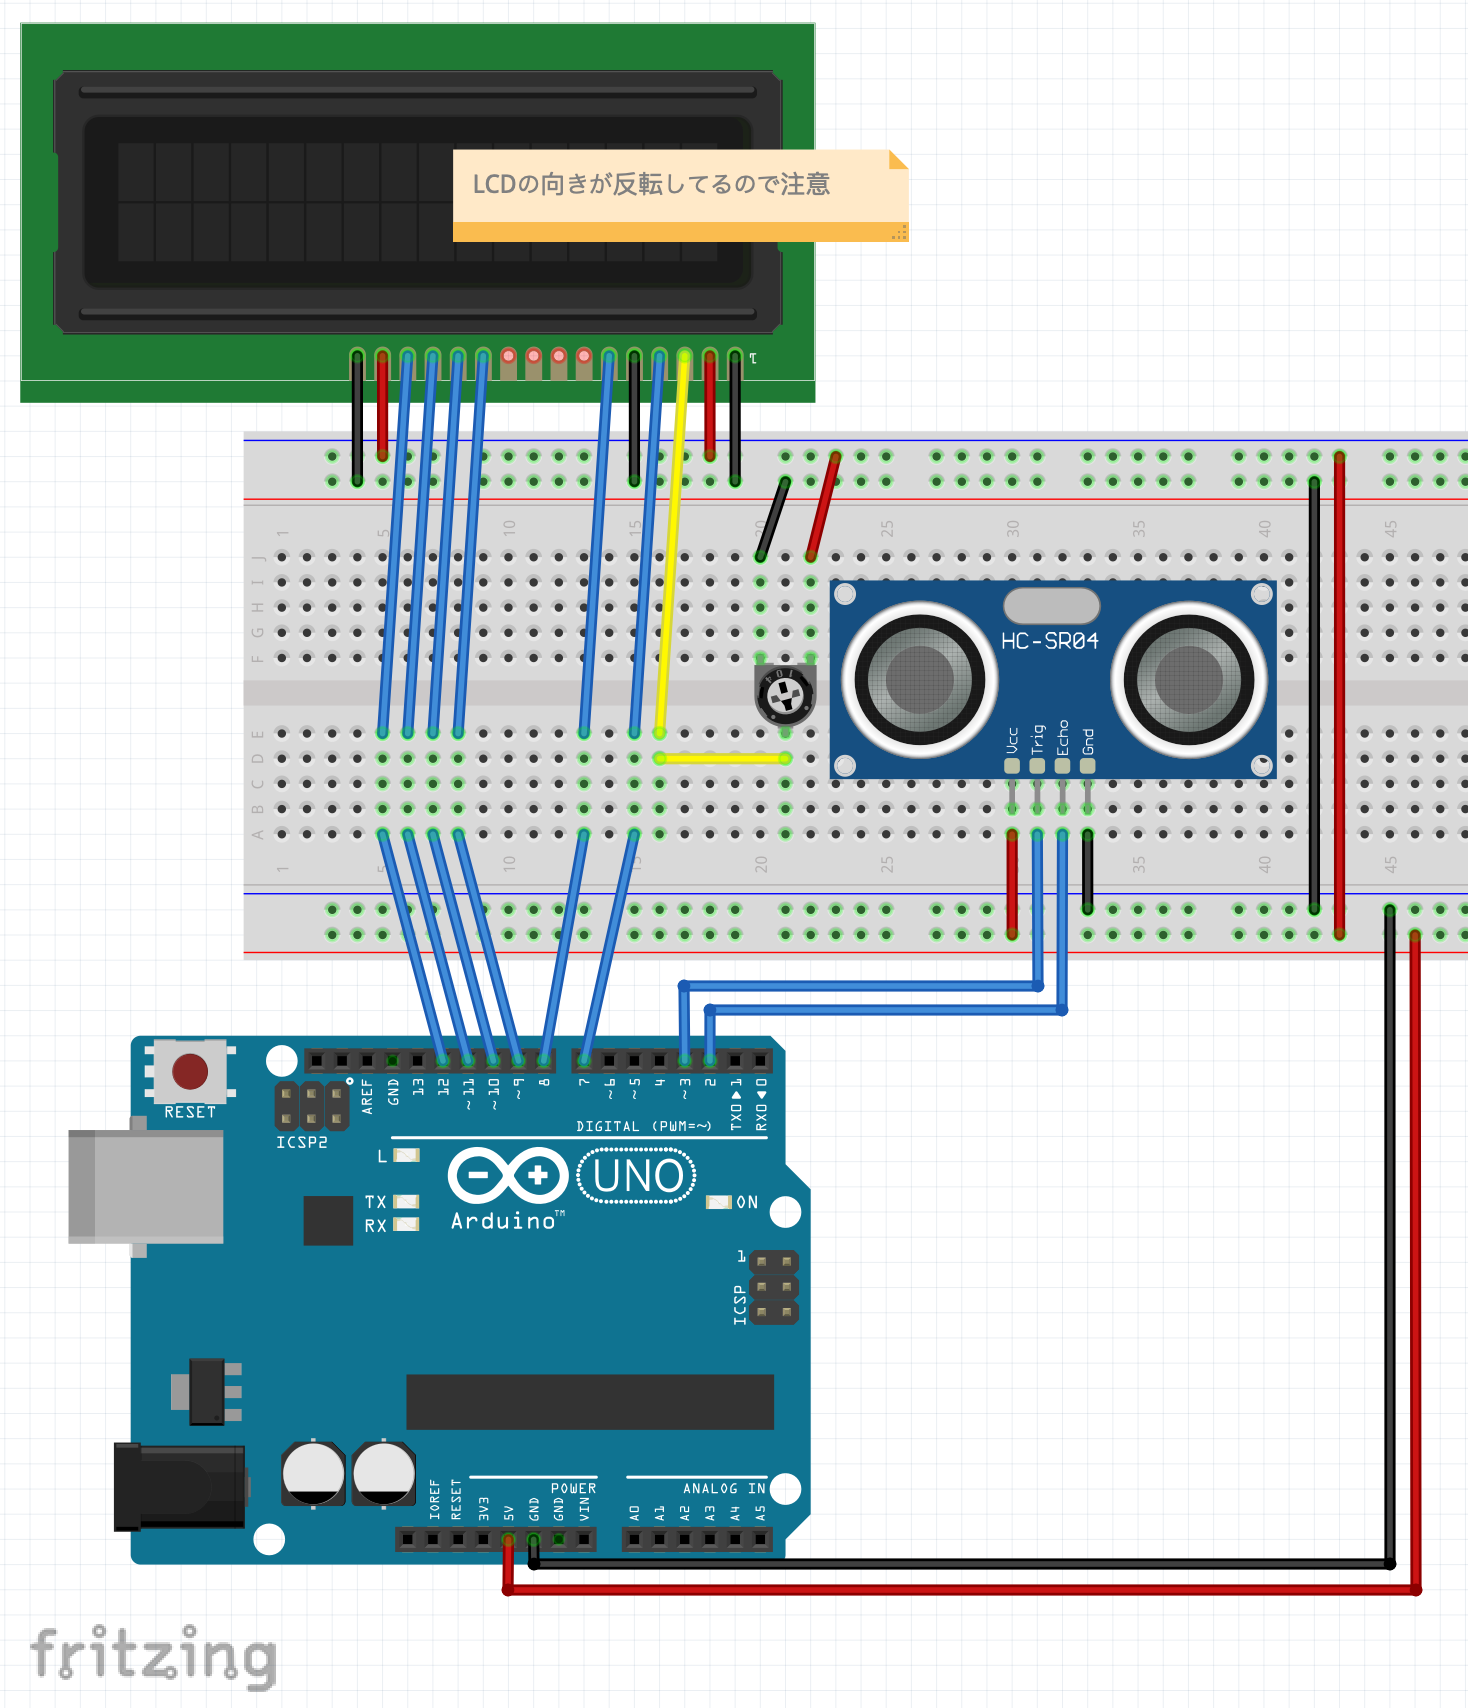 LCDの向きが反転してるので注意
1
1 5 10 15 20 25 30 35 40 45
J
I
H
G
F
104
HC-SR04
Vcc Trig Echo Gnd
E
D
C
B
A
1 5 10 15 20 25 35 40 45
RESET
ICSP2
AREF GND 13 12 ~11 ~10 ~9 8 7 ~6 ~5 4 ~3 2 TX0▶1 RX0◀0
DIGITAL (PWM=~)
L
TX
RX
Arduino™
UNO
ON
1
ICSP
POWER
ANALOG IN
IOREF RESET 3V3 5V GND GND VIN A0 A1 A2 A3 A4 A5
fritzing